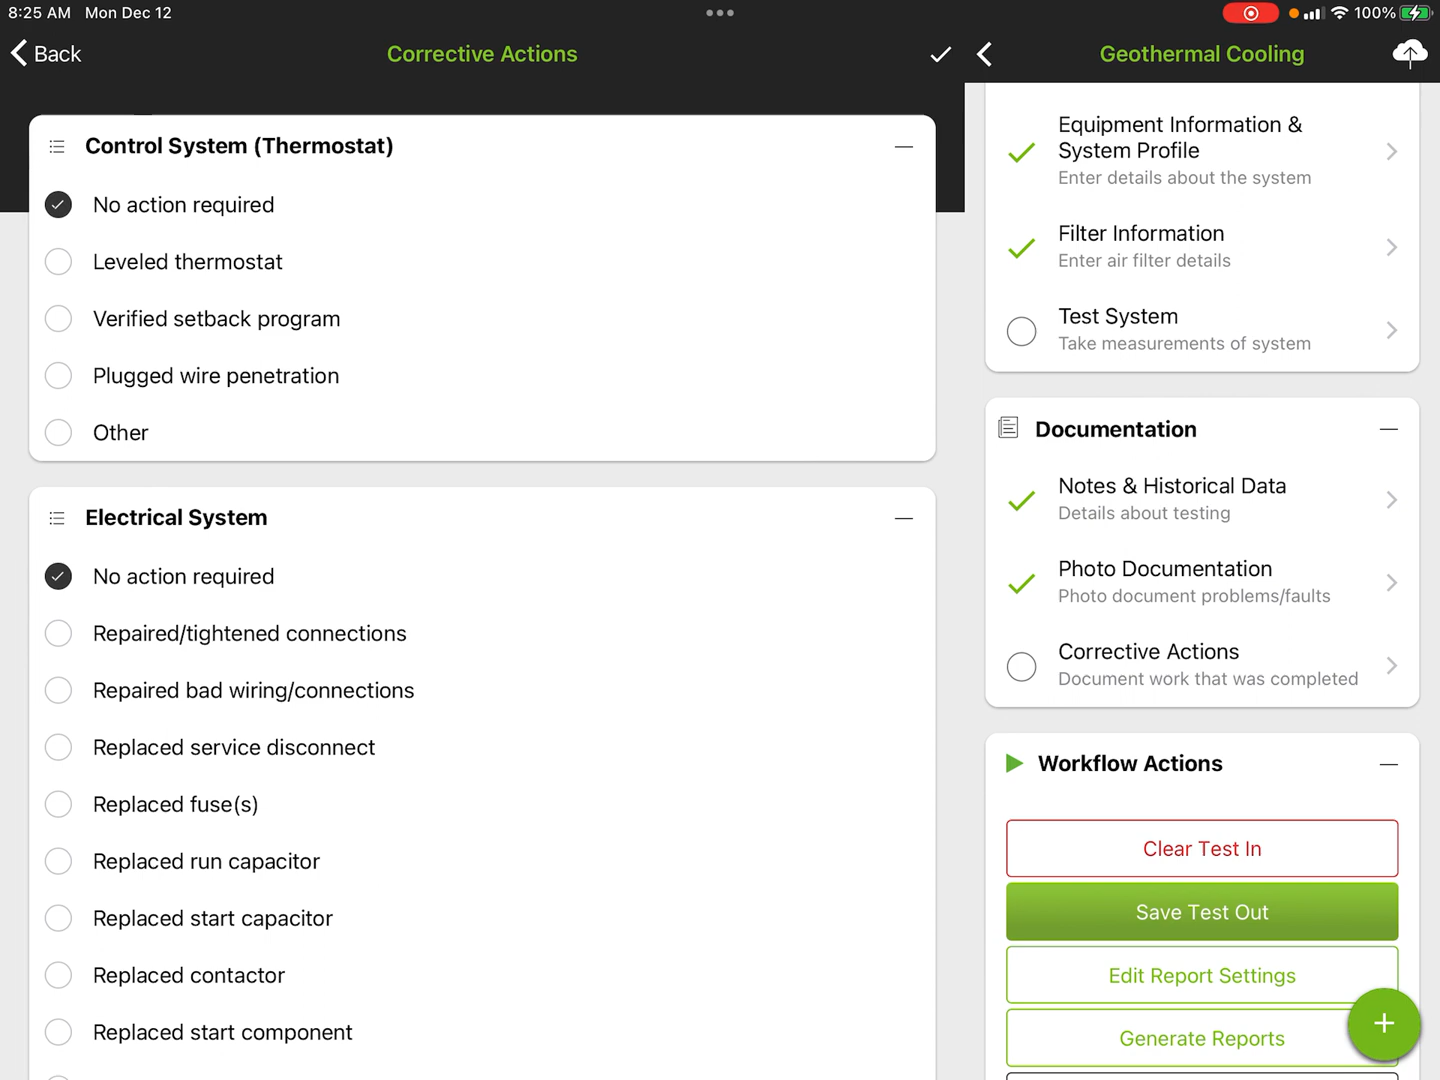 8:25 AM Mon Dec 12
100%
Back
Corrective Actions
Control System (Thermostat)
No action required
Leveled thermostat
Verified setback program
Plugged wire penetration
Other
Electrical System
No action required
Repaired/tightened connections
Repaired bad wiring/connections
Replaced service disconnect
Replaced fuse(s)
Replaced run capacitor
Replaced start capacitor
Replaced contactor
Replaced start component
Geothermal Cooling
Equipment Information &
System Profile
Enter details about the system
Filter Information
Enter air filter details
Test System
Take measurements of system
Documentation
Notes & Historical Data
Details about testing
Photo Documentation
Photo document problems/faults
Corrective Actions
Document work that was completed
Workflow Actions
Clear Test In
Save Test Out
Edit Report Settings
Generate Reports